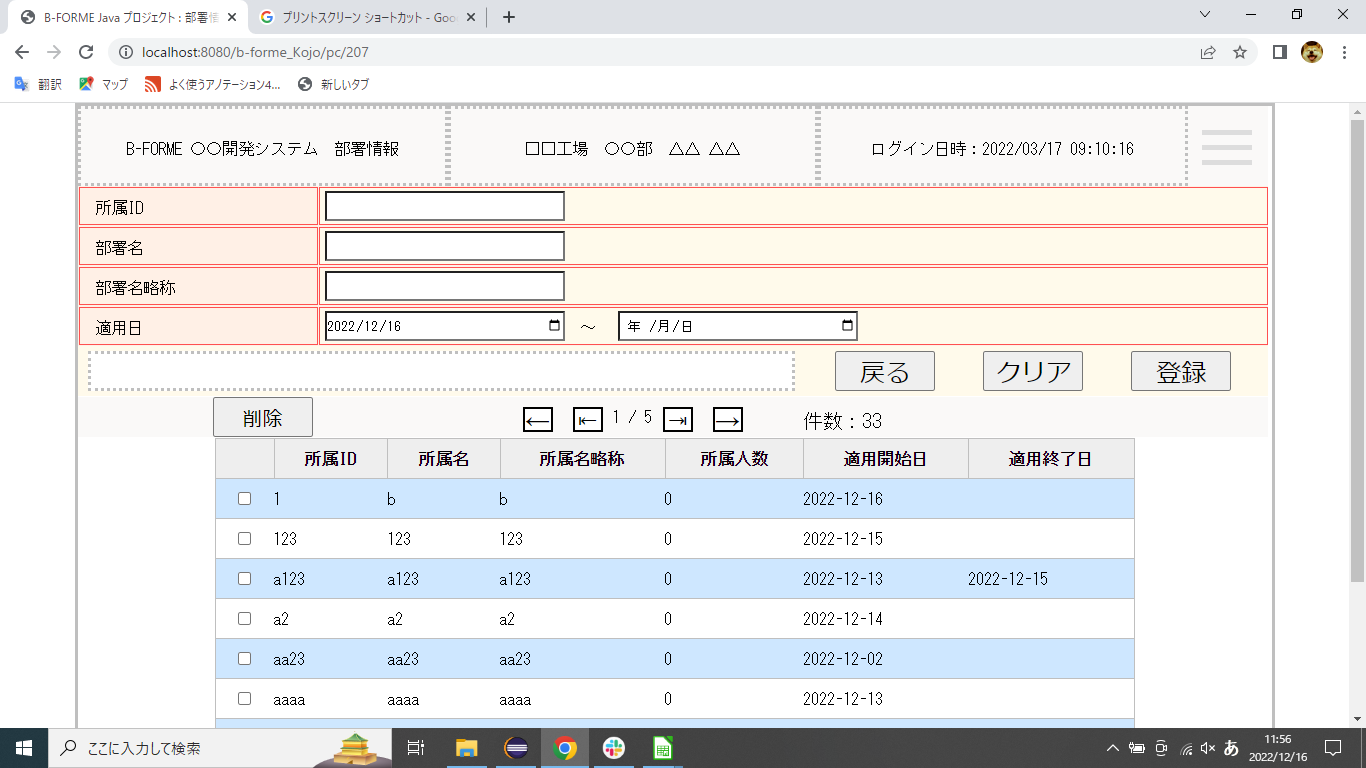 B-FORME Java プロジェクト : 部署情
プリントスクリーン ショートカット - Goo
localhost:8080/b-forme_Kojo/pc/207
翻訳
マップ
よく使うアノテーション4...
新しいタブ
B-FORME 〇〇開発システム　部署情報
□□工場　〇〇部　△△ △△
ログイン日時：2022/03/17 09:10:16
所属ID
部署名
部署名略称
適用日
2022/12/16 ～ 年 /月/日
戻る クリア 登録
削除 ← ⇤ 1 / 5 ⇥ → 件数：33
所属ID 所属名 所属名略称 所属人数 適用開始日 適用終了日
1 b b 0 2022-12-16
123 123 123 0 2022-12-15
a123 a123 a123 0 2022-12-13 2022-12-15
a2 a2 a2 0 2022-12-14
aa23 aa23 aa23 0 2022-12-02
aaaa aaaa aaaa 0 2022-12-13
ここに入力して検索
あ
11:56
2022/12/16